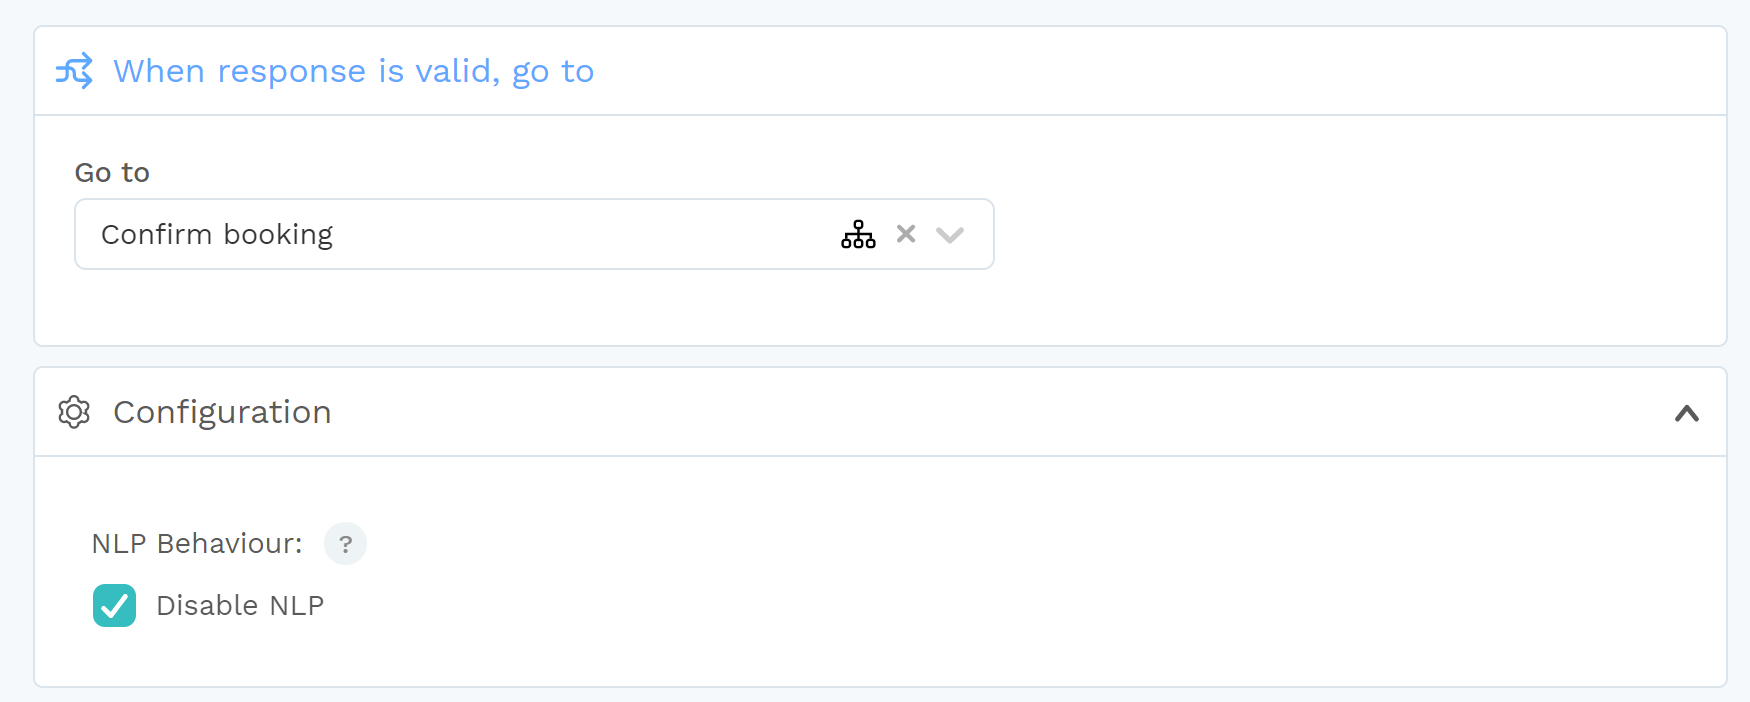 When response is valid, go to
Go to
Confirm booking
Configuration
NLP Behaviour: ?
Disable NLP